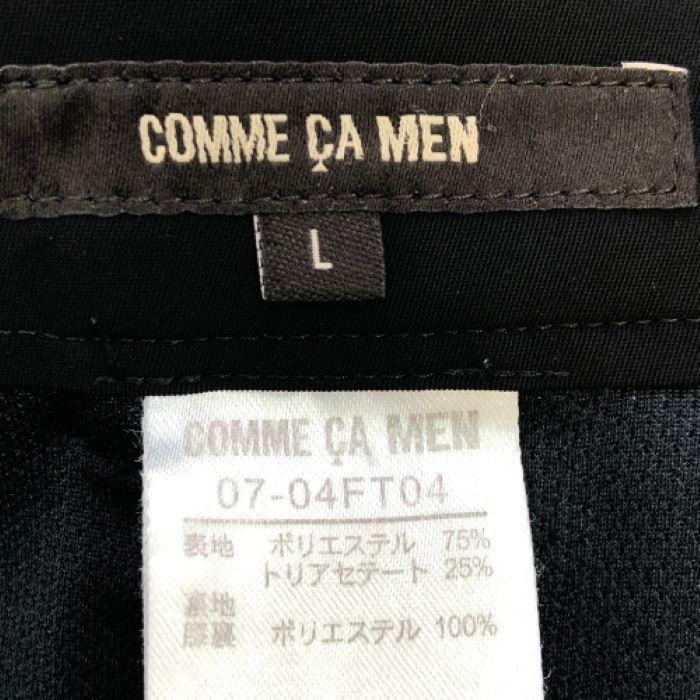 COMME ÇA MEN
L
COMME ÇA MEN
07-04FT04
表地 ポリエステル 75%
トリアセテート 25%
裏地
膝裏 ポリエステル 100%